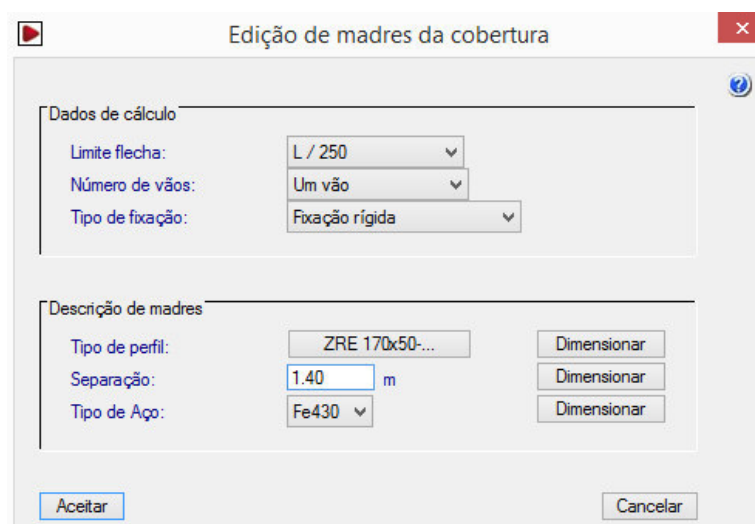 Edição de madres da cobertura
Dados de cálculo
Limite flecha: L / 250
Número de vãos: Um vão
Tipo de fixação: Fixação rígida
Descrição de madres
Tipo de perfil: ZRE 170x50-... Dimensionar
Separação: 1.40 m Dimensionar
Tipo de Aço: Fe430 Dimensionar
Aceitar Cancelar